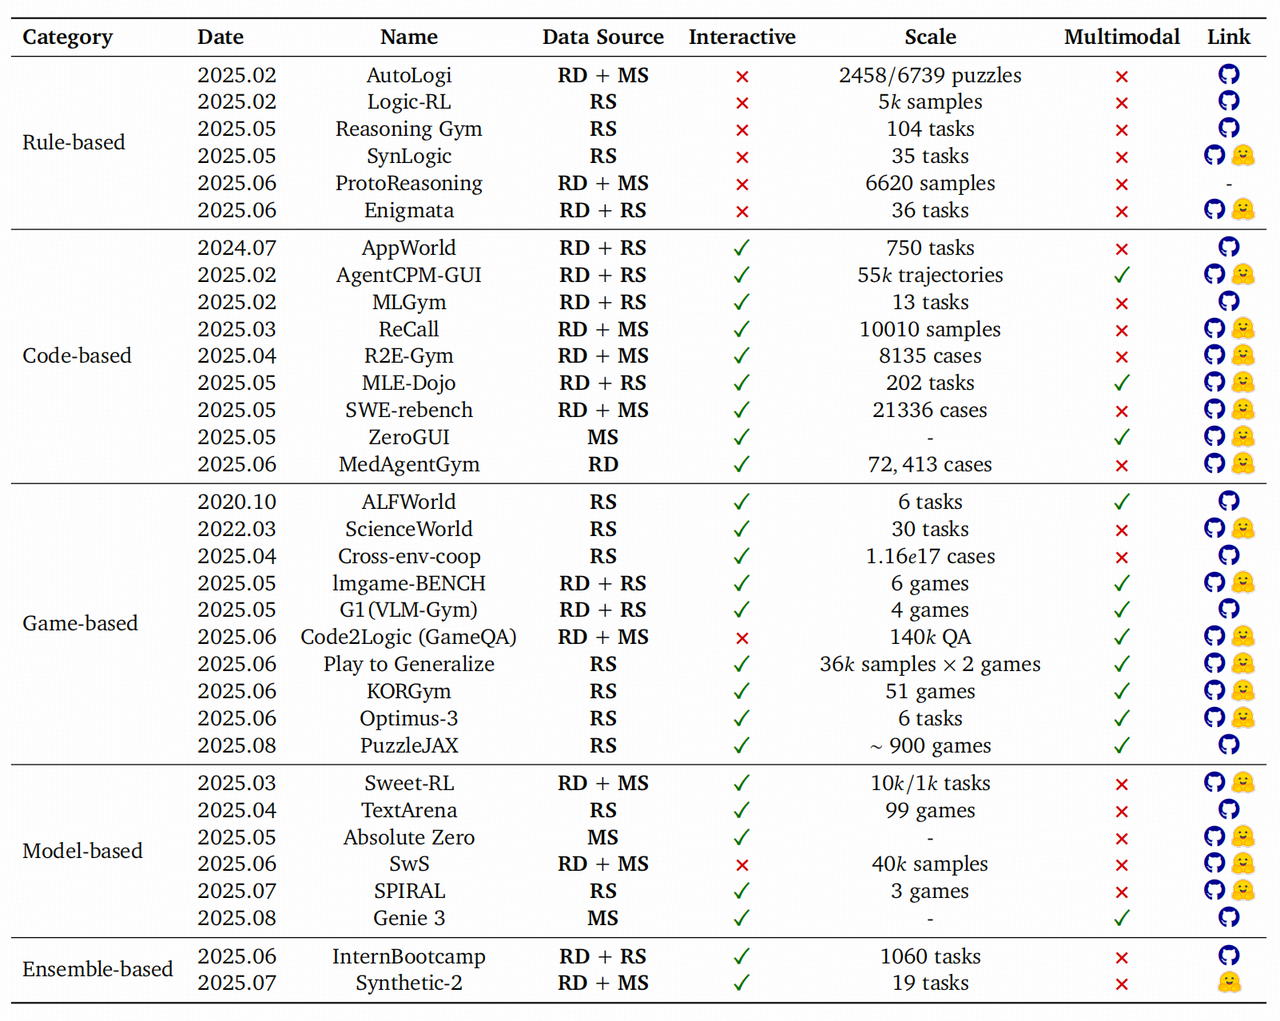 Category Date Name Data Source Interactive Scale Multimodal Link
2025.02 AutoLogi RD + MS ✕ 2458/6739 puzzles ✕
2025.02 Logic-RL RS ✕ 5k samples ✕
2025.05 Reasoning Gym RS ✕ 104 tasks ✕
Rule-based
2025.05 SynLogic RS ✕ 35 tasks ✕
2025.06 ProtoReasoning RD + MS ✕ 6620 samples ✕ -
2025.06 Enigmata RD + RS ✕ 36 tasks ✕
2024.07 AppWorld RD + RS ✓ 750 tasks ✕
2025.02 AgentCPM-GUI RD + RS ✓ 55k trajectories ✓
2025.02 MLGym RD + RS ✓ 13 tasks ✕
2025.03 ReCall RD + MS ✓ 10010 samples ✕
Code-based 2025.04 R2E-Gym RD + MS ✓ 8135 cases ✕
2025.05 MLE-Dojo RD + RS ✓ 202 tasks ✓
2025.05 SWE-rebench RD + MS ✓ 21336 cases ✕
2025.05 ZeroGUI MS ✓ - ✓
2025.06 MedAgentGym RD ✓ 72, 413 cases ✕
2020.10 ALFWorld RS ✓ 6 tasks ✓
2022.03 ScienceWorld RS ✓ 30 tasks ✕
2025.04 Cross-env-coop RS ✓ 1.16e17 cases ✕
2025.05 lmgame-BENCH RD + RS ✓ 6 games ✓
2025.05 G1(VLM-Gym) RD + RS ✓ 4 games ✓
Game-based
2025.06 Code2Logic (GameQA) RD + MS ✕ 140k QA ✓
2025.06 Play to Generalize RS ✓ 36k samples × 2 games ✓
2025.06 KORGym RS ✓ 51 games ✓
2025.06 Optimus-3 RS ✓ 6 tasks ✓
2025.08 PuzzleJAX RS ✓ ~ 900 games ✓
2025.03 Sweet-RL RD + MS ✓ 10k/1k tasks ✕
2025.04 TextArena RS ✓ 99 games ✕
2025.05 Absolute Zero MS ✓ - ✕
Model-based
2025.06 SwS RD + MS ✕ 40k samples ✕
2025.07 SPIRAL RS ✓ 3 games ✕
2025.08 Genie 3 MS ✓ - ✓
2025.06 InternBootcamp RD + RS ✓ 1060 tasks ✕
Ensemble-based
2025.07 Synthetic-2 RD + MS ✓ 19 tasks ✕